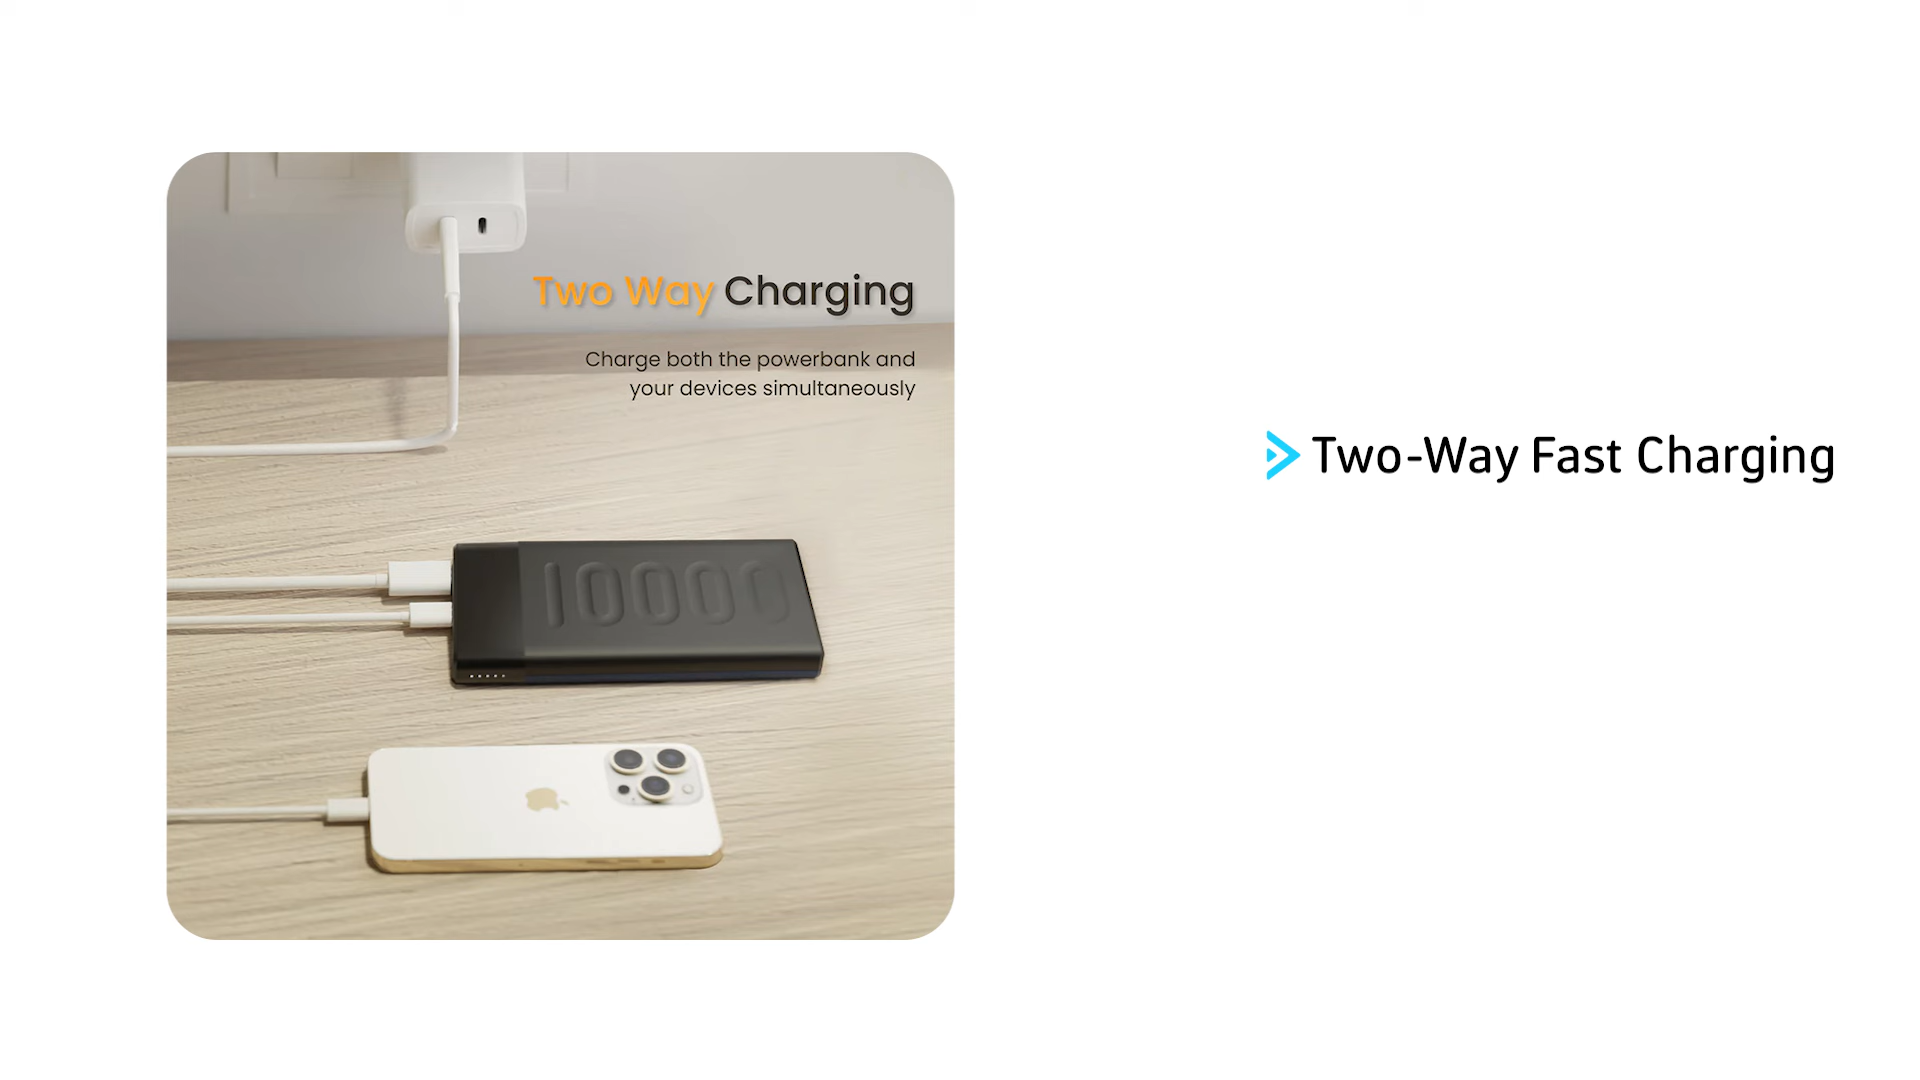 Two Way Charging
Charge both the powerbank and
your devices simultaneously
10000
Two-Way Fast Charging